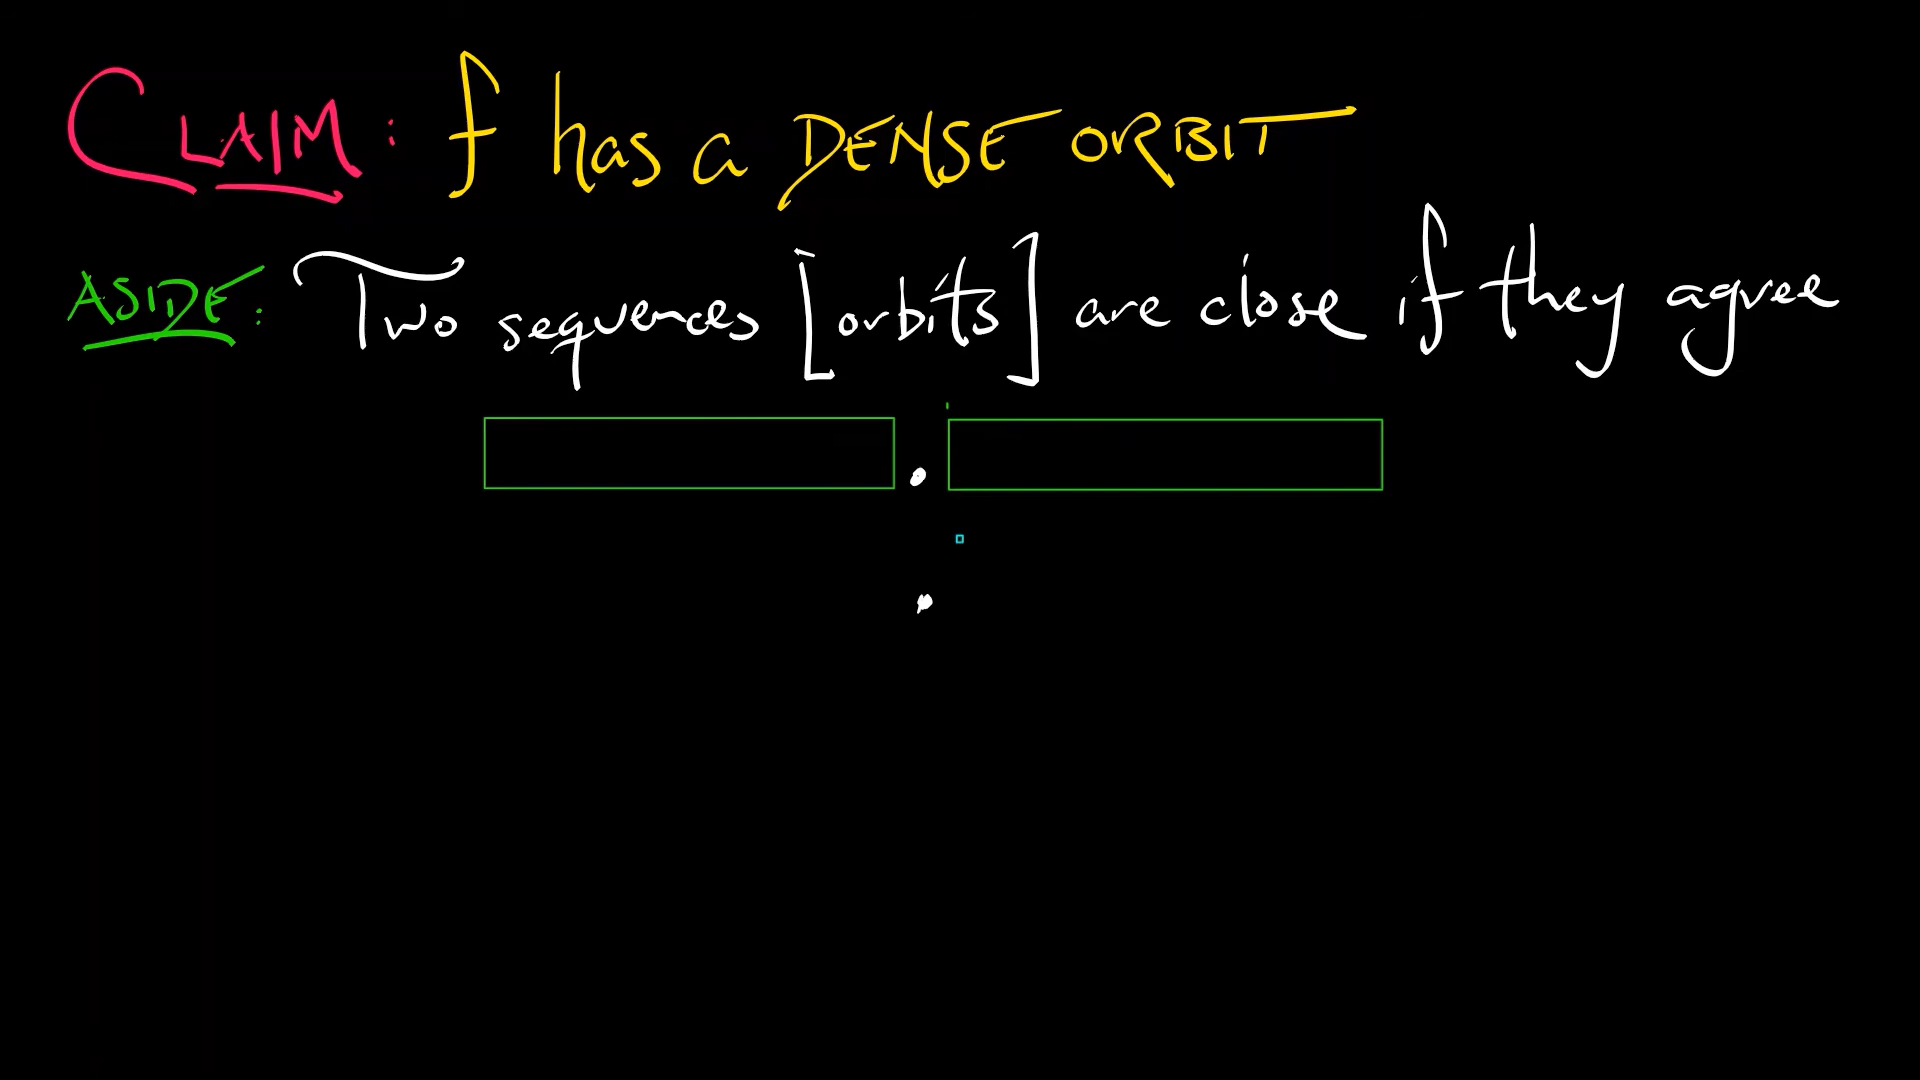 CLAIM: f has a DENSE ORBIT
ASIDE: Two sequences [orbits] are close if they agree
.
.